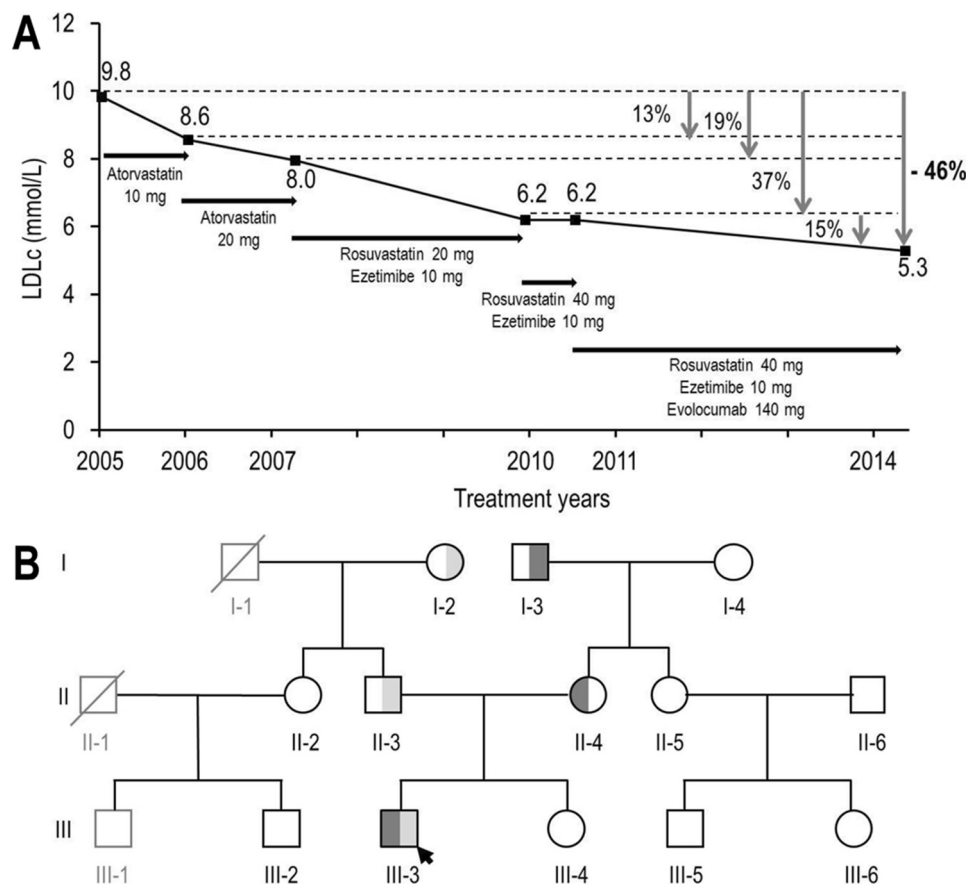 A
12
10
8
6
4
2
0
LDLc (mmol/L)
9.8
8.6
8.0
6.2
6.2
5.3
13%
19%
37%
15%
- 46%
Atorvastatin
10 mg
Atorvastatin
20 mg
Rosuvastatin 20 mg
Ezetimibe 10 mg
Rosuvastatin 40 mg
Ezetimibe 10 mg
Rosuvastatin 40 mg
Ezetimibe 10 mg
Evolocumab 140 mg
2005 2006 2007 2010 2011 2014
Treatment years
B
I
I-1 I-2 I-3 I-4
II
II-1 II-2 II-3 II-4 II-5 II-6
III
III-1 III-2 III-3 III-4 III-5 III-6